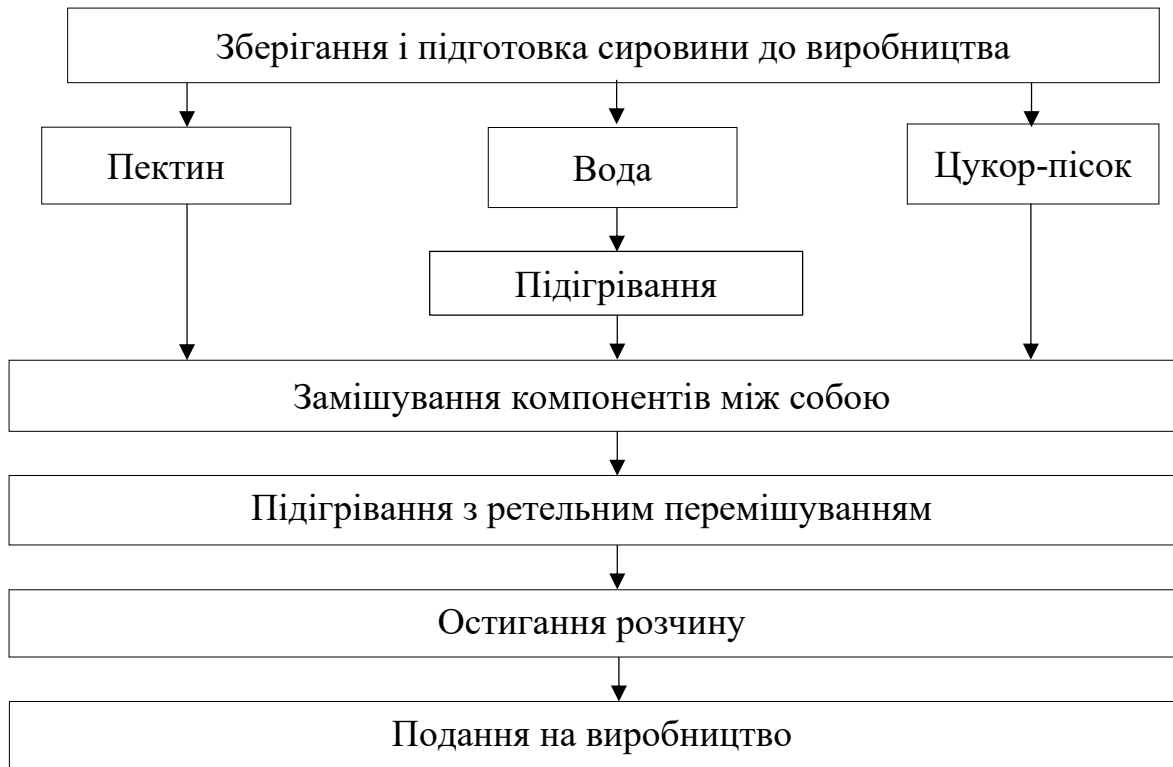 Зберігання і підготовка сировини до виробництва
Пектин
Вода
Цукор-пісок
Підігрівання
Замішування компонентів між собою
Підігрівання з ретельним перемішуванням
Остигання розчину
Подання на виробництво